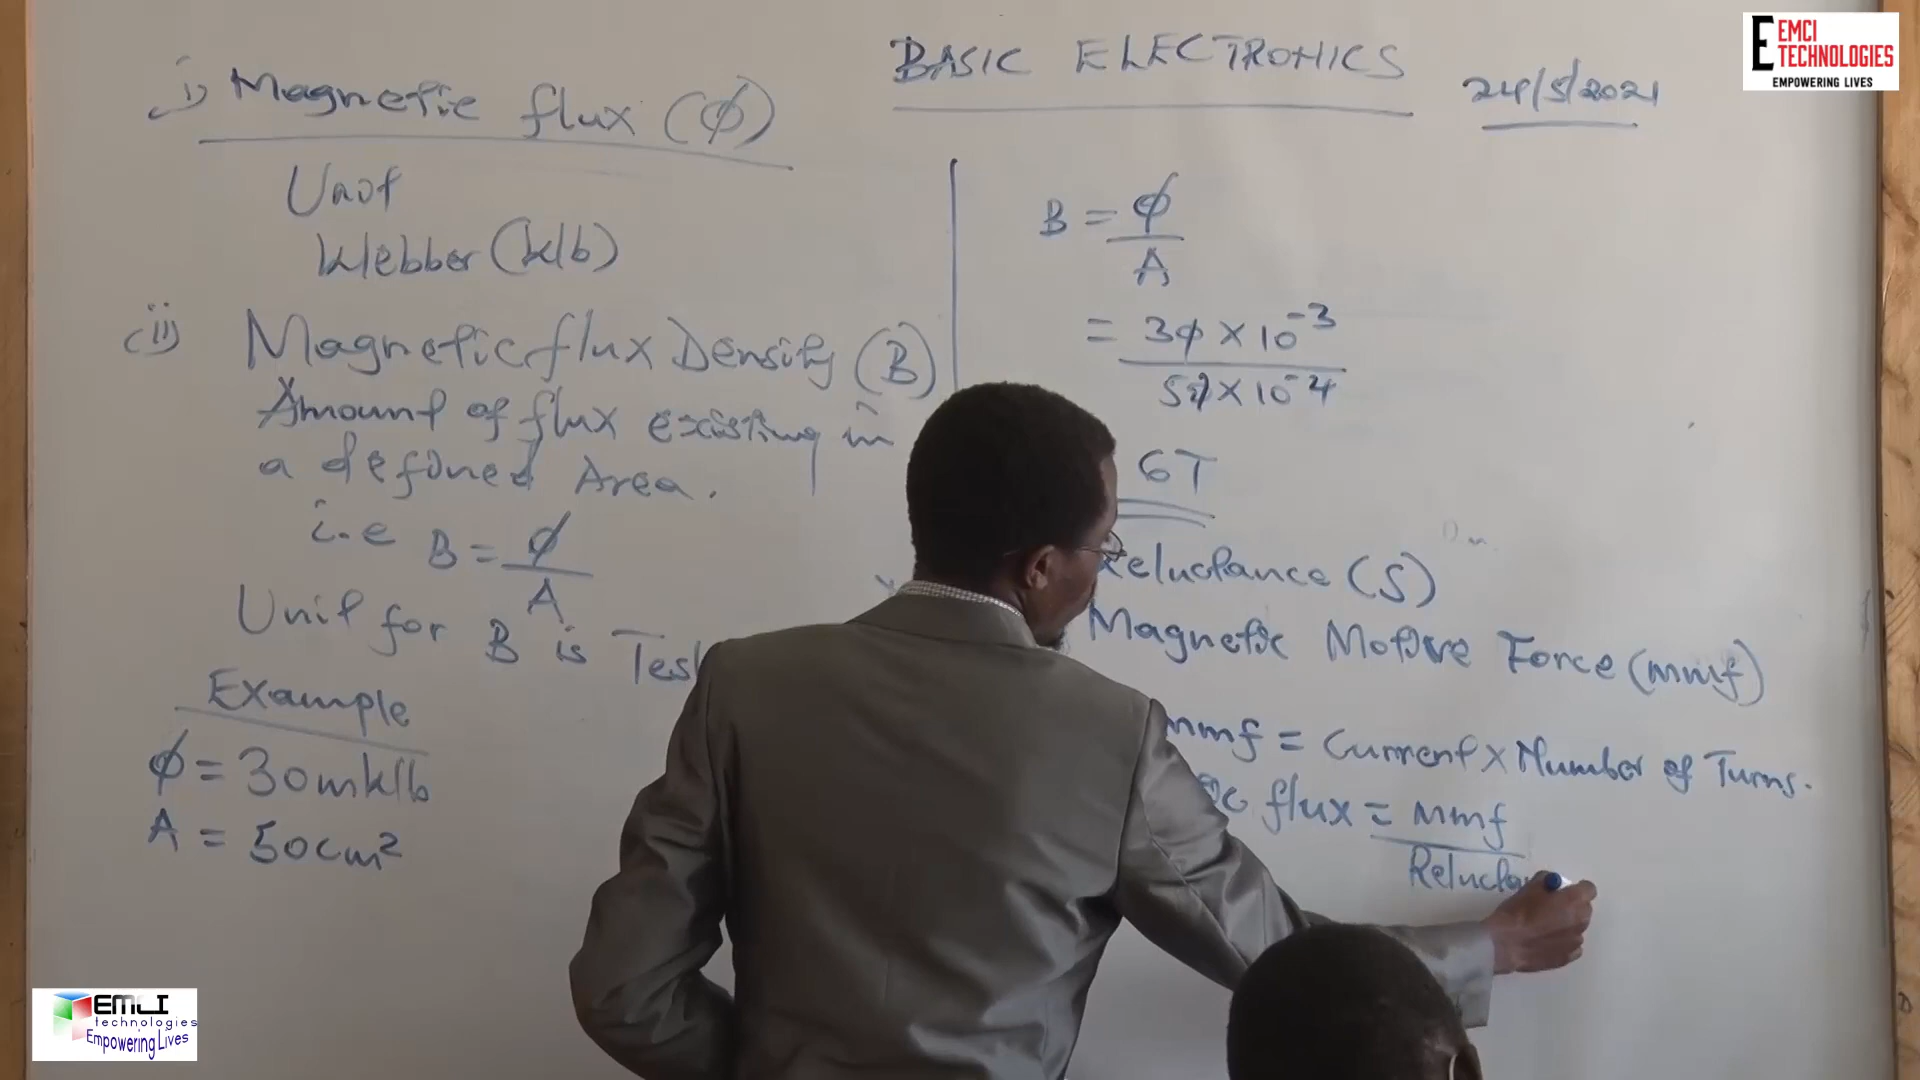 BASIC ELECTRONICS
24/5/2021
E EMCI
TECHNOLOGIES
EMPOWERING LIVES
i) Magnetic flux (φ)
Unit
Webber (Wb)
(ii) Magnetic flux Density (B)
Amount of flux existing in
a defined Area.
i.e B = φ/A
Unit for B is Tesl
Example
φ = 30mWb
A = 50cm²
B = φ/A
= 30 × 10⁻³ / 50 × 10⁻⁴
6T
Reluctance (S)
Magnetic Motive Force (mmf)
mmf = Current × Number of Turns.
flux = mmf/Reluctan
EMCI
technologies
Empowering Lives